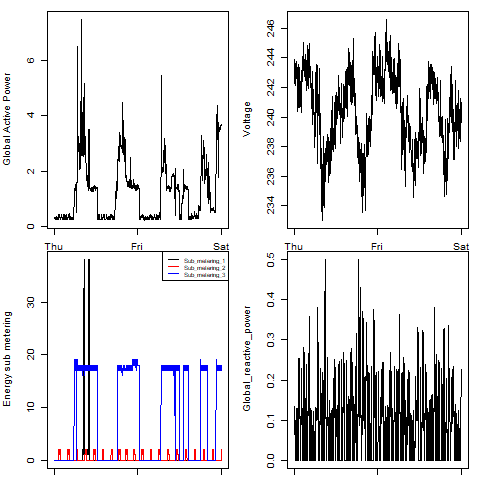 Global Active Power
0 2 4 6
Thu Fri Sat
Voltage
234 236 238 240 242 246
Thu Fri Sat
Energy sub metering
0 10 20 30
Sub_metering_1
Sub_metering_2
Sub_metering_3
Global_reactive_power
0.0 0.1 0.2 0.3 0.4 0.5